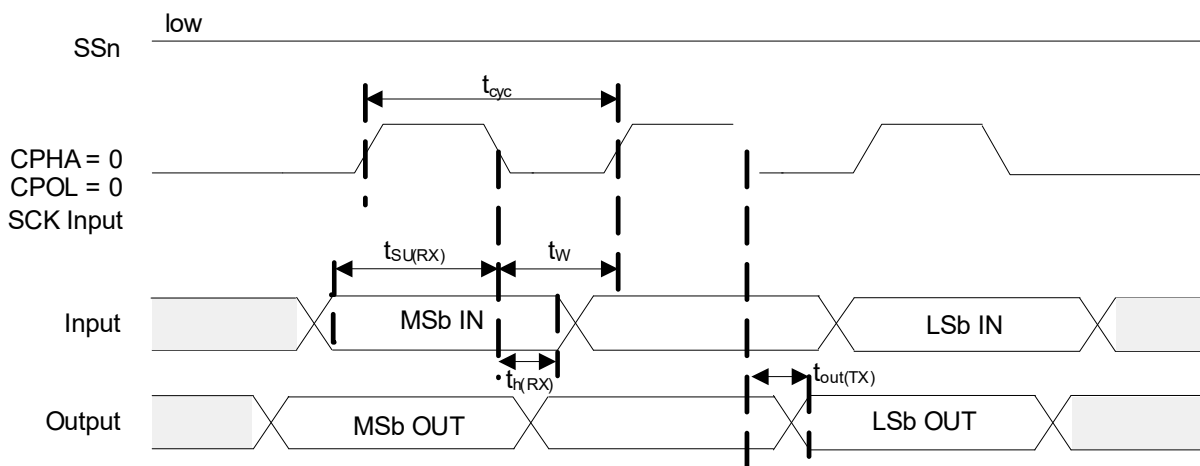 low
SSn
tcyc
CPHA = 0
CPOL = 0
SCK Input
tSU(RX)
tW
Input
MSb IN
LSb IN
th(RX)
tout(TX)
Output
MSb OUT
LSb OUT